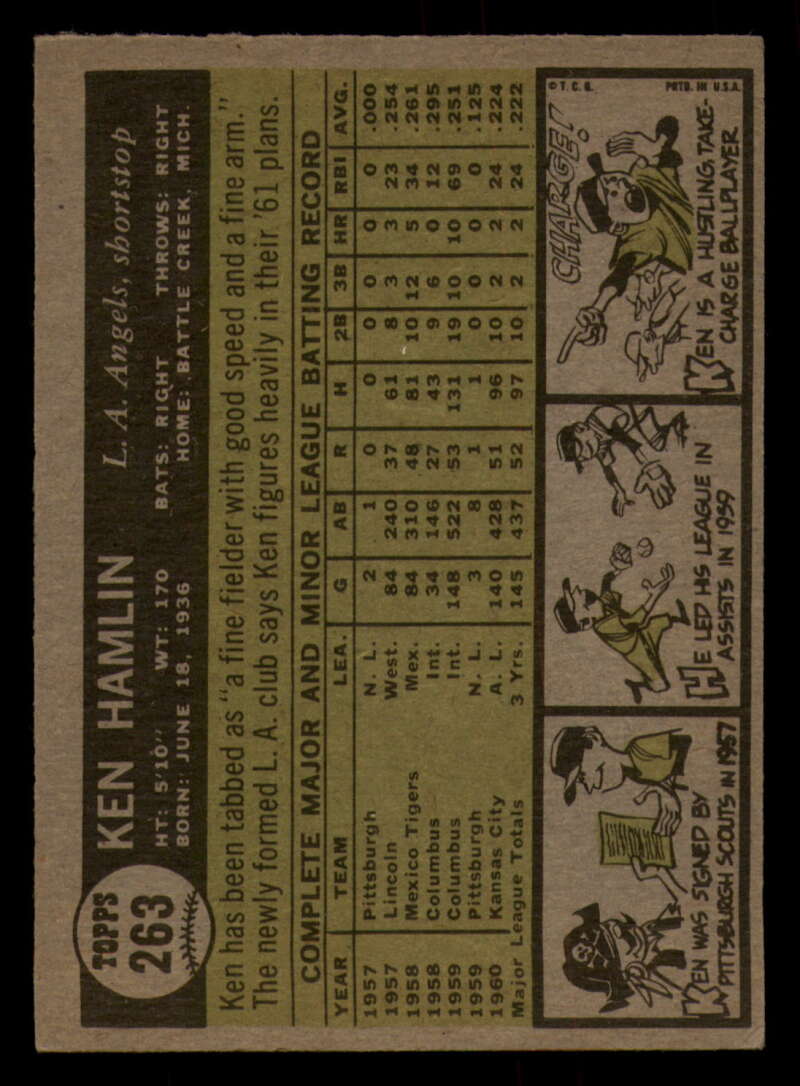 TOPPS
263
KEN HAMLIN L. A. Angels, shortstop
HT: 5'10" WT: 170 BATS: RIGHT THROWS: RIGHT
BORN: JUNE 18, 1936 HOME: BATTLE CREEK, MICH.
Ken has been tabbed as "a fine fielder with good speed and a fine arm."
The newly formed L. A. club says Ken figures heavily in their '61 plans.
COMPLETE MAJOR AND MINOR LEAGUE BATTING RECORD
YEAR TEAM LEA. G AB R H 2B 3B HR RBI AVG.
1957 Pittsburgh N. L. 2 1 0 0 0 0 0 0 .000
1957 Lincoln West. 84 240 37 61 8 3 3 23 .254
1958 Mexico Tigers Mex. 84 310 48 81 10 12 5 34 .261
1958 Columbus Int. 34 146 27 43 9 6 0 12 .295
1959 Columbus Int. 148 522 53 131 19 10 10 69 .251
1959 Pittsburgh N. L. 3 8 1 1 0 0 0 0 .125
1960 Kansas City A. L. 140 428 51 96 10 2 2 24 .224
Major League Totals 3 Yrs. 145 437 52 97 10 2 2 24 .222
KEN WAS SIGNED BY
PITTSBURGH SCOUTS IN 1957
HE LED HIS LEAGUE IN
ASSISTS IN 1959
© T. C. G. PRTD. IN U.S.A.
CHARGE!
KEN IS A HUSTLING, TAKE-
CHARGE BALLPLAYER